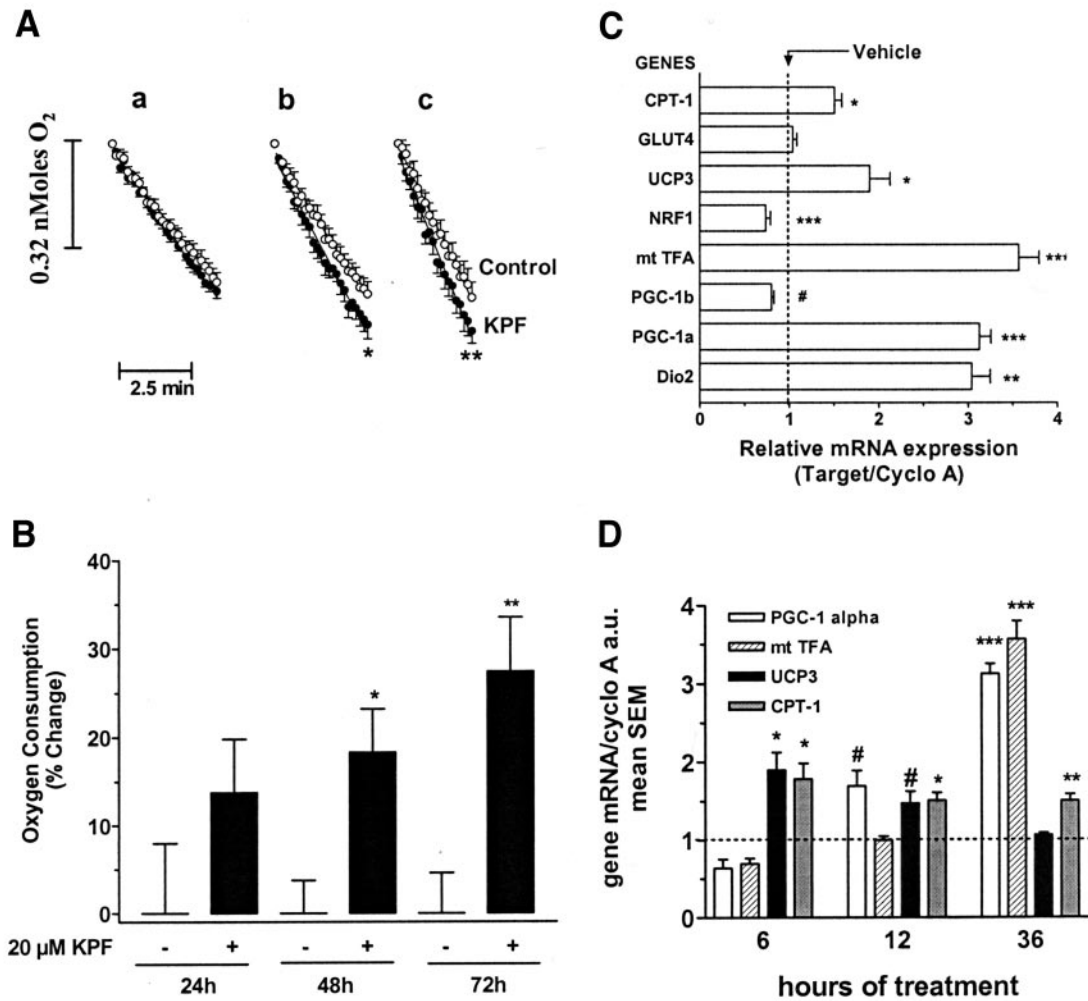 A
a
b
c
0.32 nMoles O2
Control
KPF
*
**
2.5 min
C
GENES
Vehicle
CPT-1
*
GLUT4
UCP3
*
NRF1
***
mt TFA
***
PGC-1b
#
PGC-1a
***
Dio2
**
0 1 2 3 4
Relative mRNA expression
(Target/Cyclo A)
B
Oxygen Consumption
(% Change)
40
30
20
10
0
*
**
20 µM KPF - + - + - +
24h 48h 72h
D
gene mRNA/cyclo A a.u.
mean SEM
4
3
2
1
0
PGC-1 alpha
mt TFA
UCP3
CPT-1
* *
# # *
*** *** **
6 12 36
hours of treatment